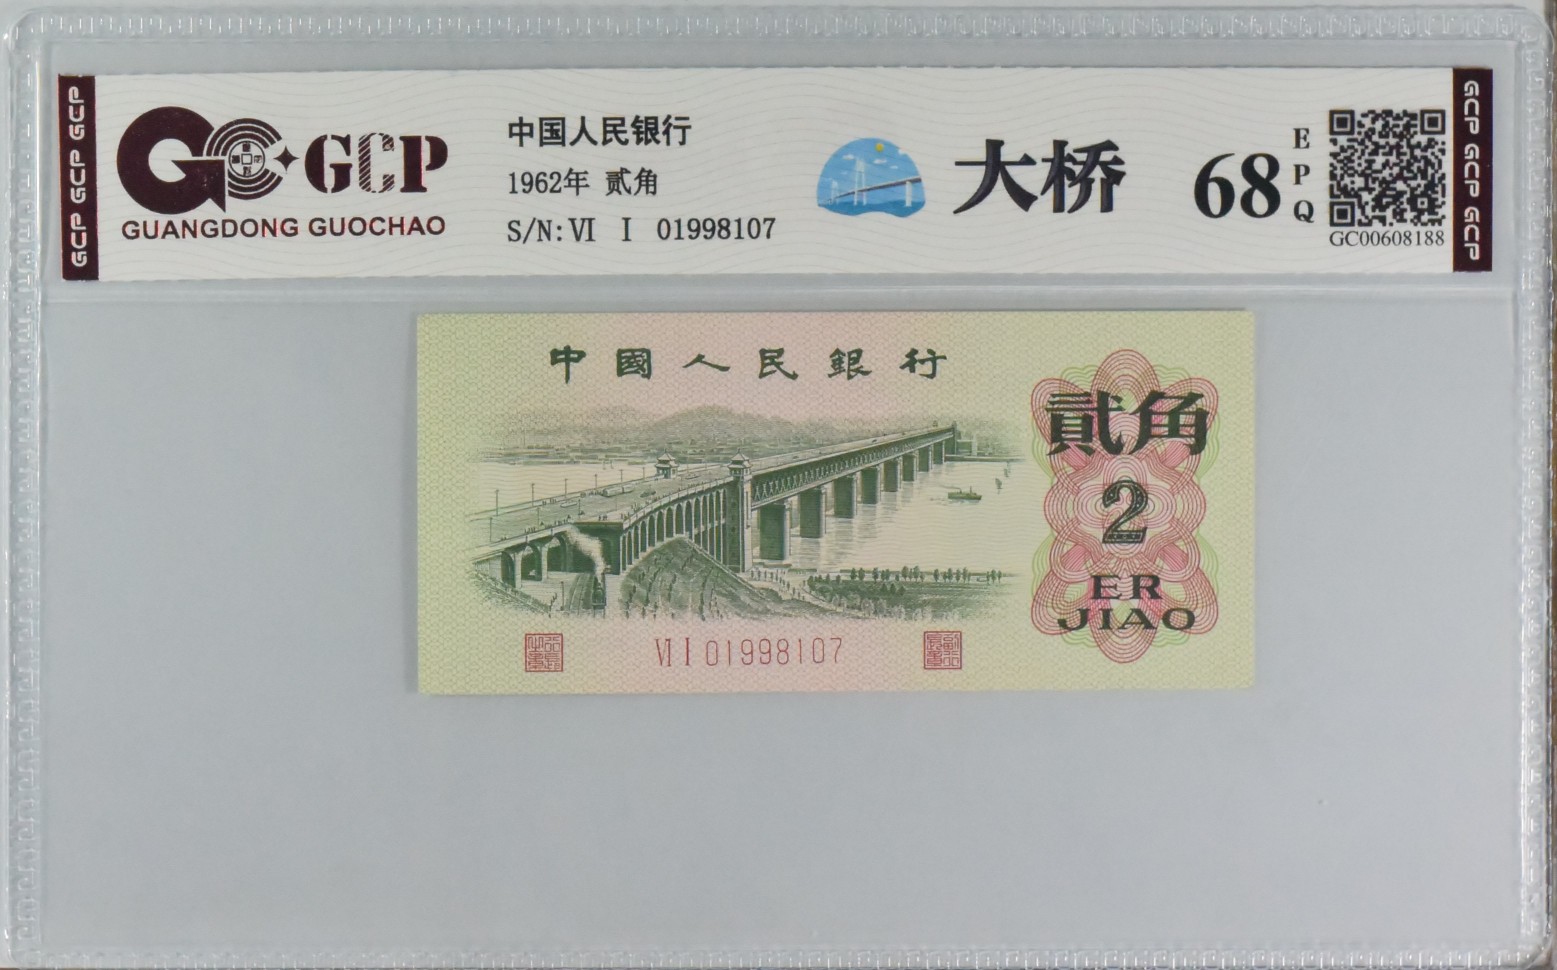 GCP GCP GCP
GCP
GUANGDONG GUOCHAO
中国人民银行
1962年 贰角
S/N: VI I 01998107
大桥
68
E
P
Q
GC00608188
GCP GCP GCP
中國人民銀行
貳角
2
ER
JIAO
VI I 01998107